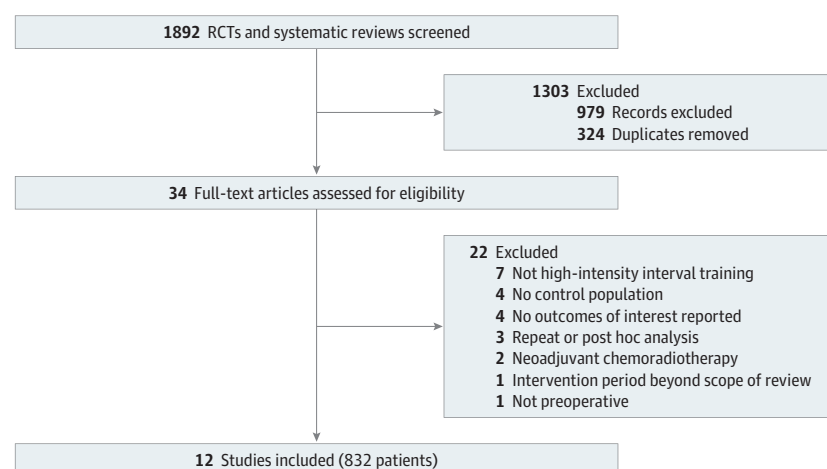 1892 RCTs and systematic reviews screened
1303 Excluded
979 Records excluded
324 Duplicates removed
34 Full-text articles assessed for eligibility
22 Excluded
7 Not high-intensity interval training
4 No control population
4 No outcomes of interest reported
3 Repeat or post hoc analysis
2 Neoadjuvant chemoradiotherapy
1 Intervention period beyond scope of review
1 Not preoperative
12 Studies included (832 patients)